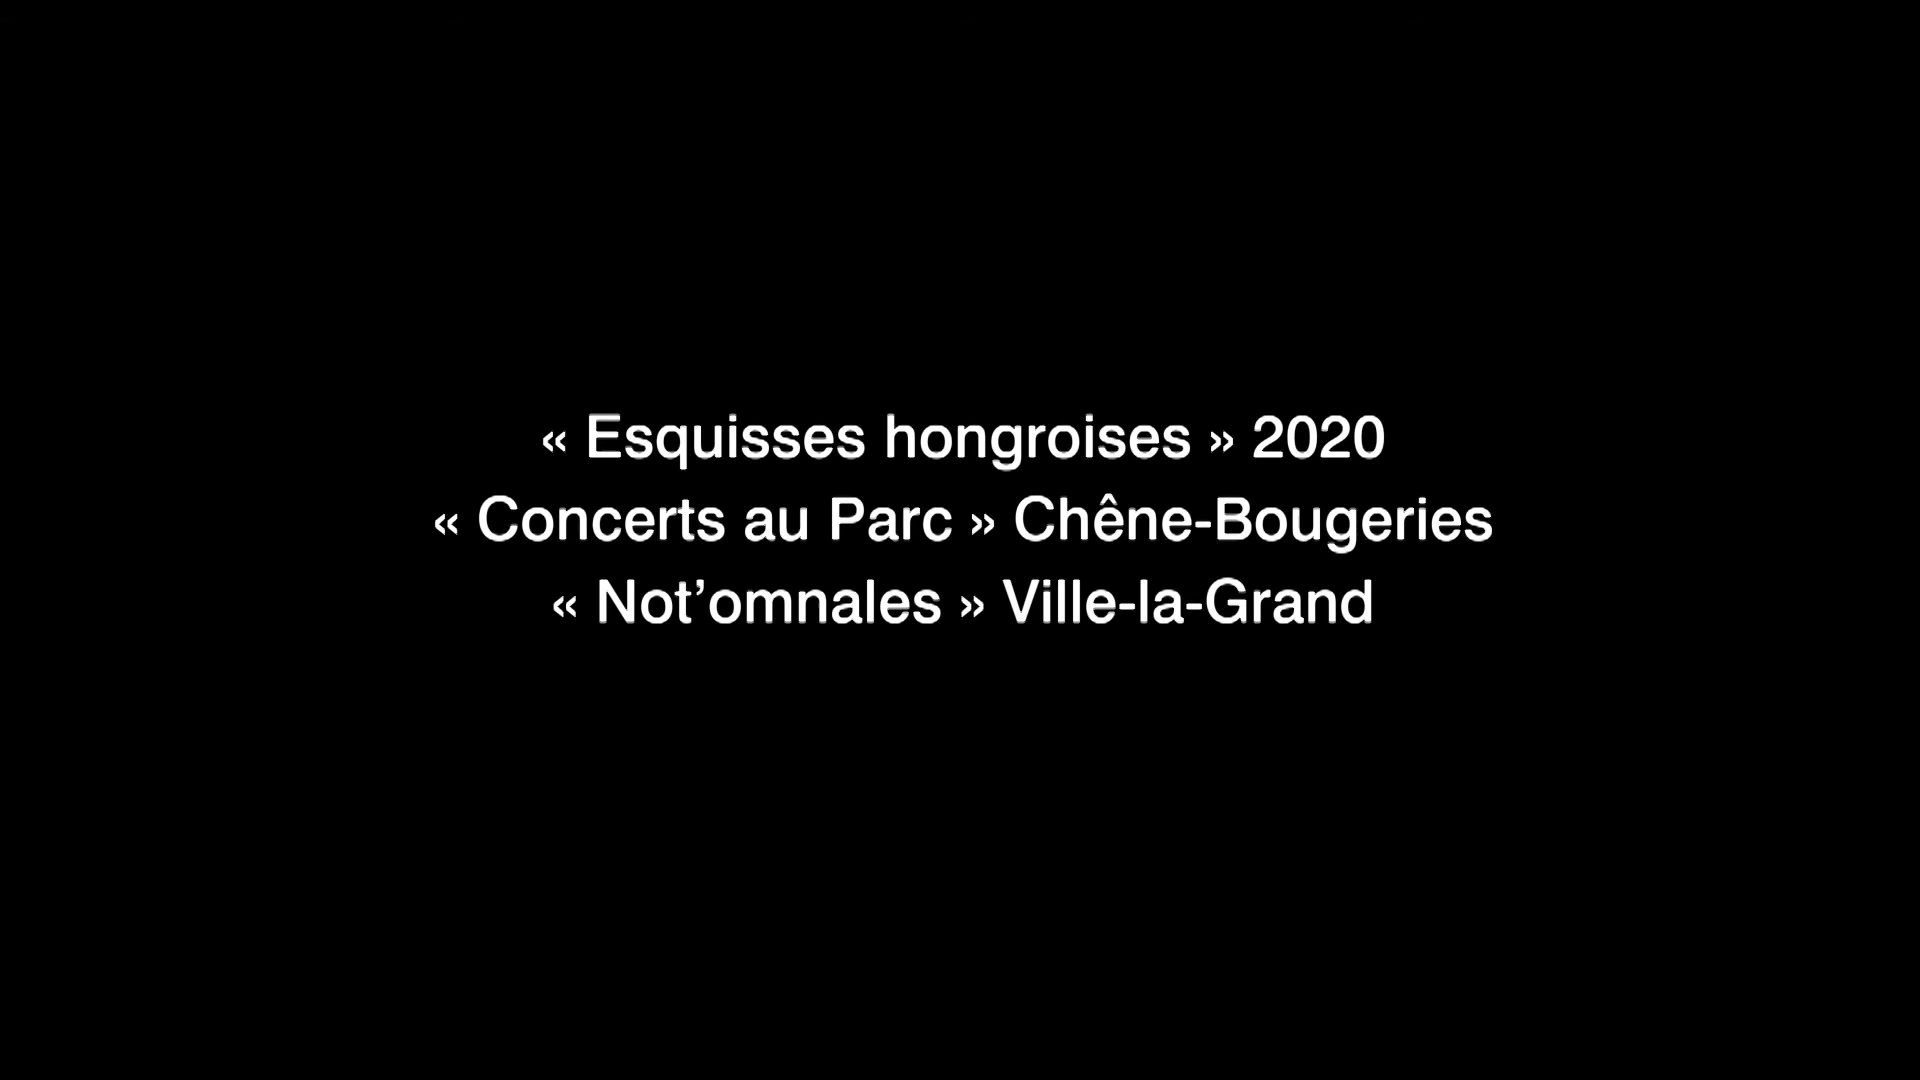 « Esquisses hongroises » 2020
« Concerts au Parc » Chêne-Bougeries
« Not’omnales » Ville-la-Grand